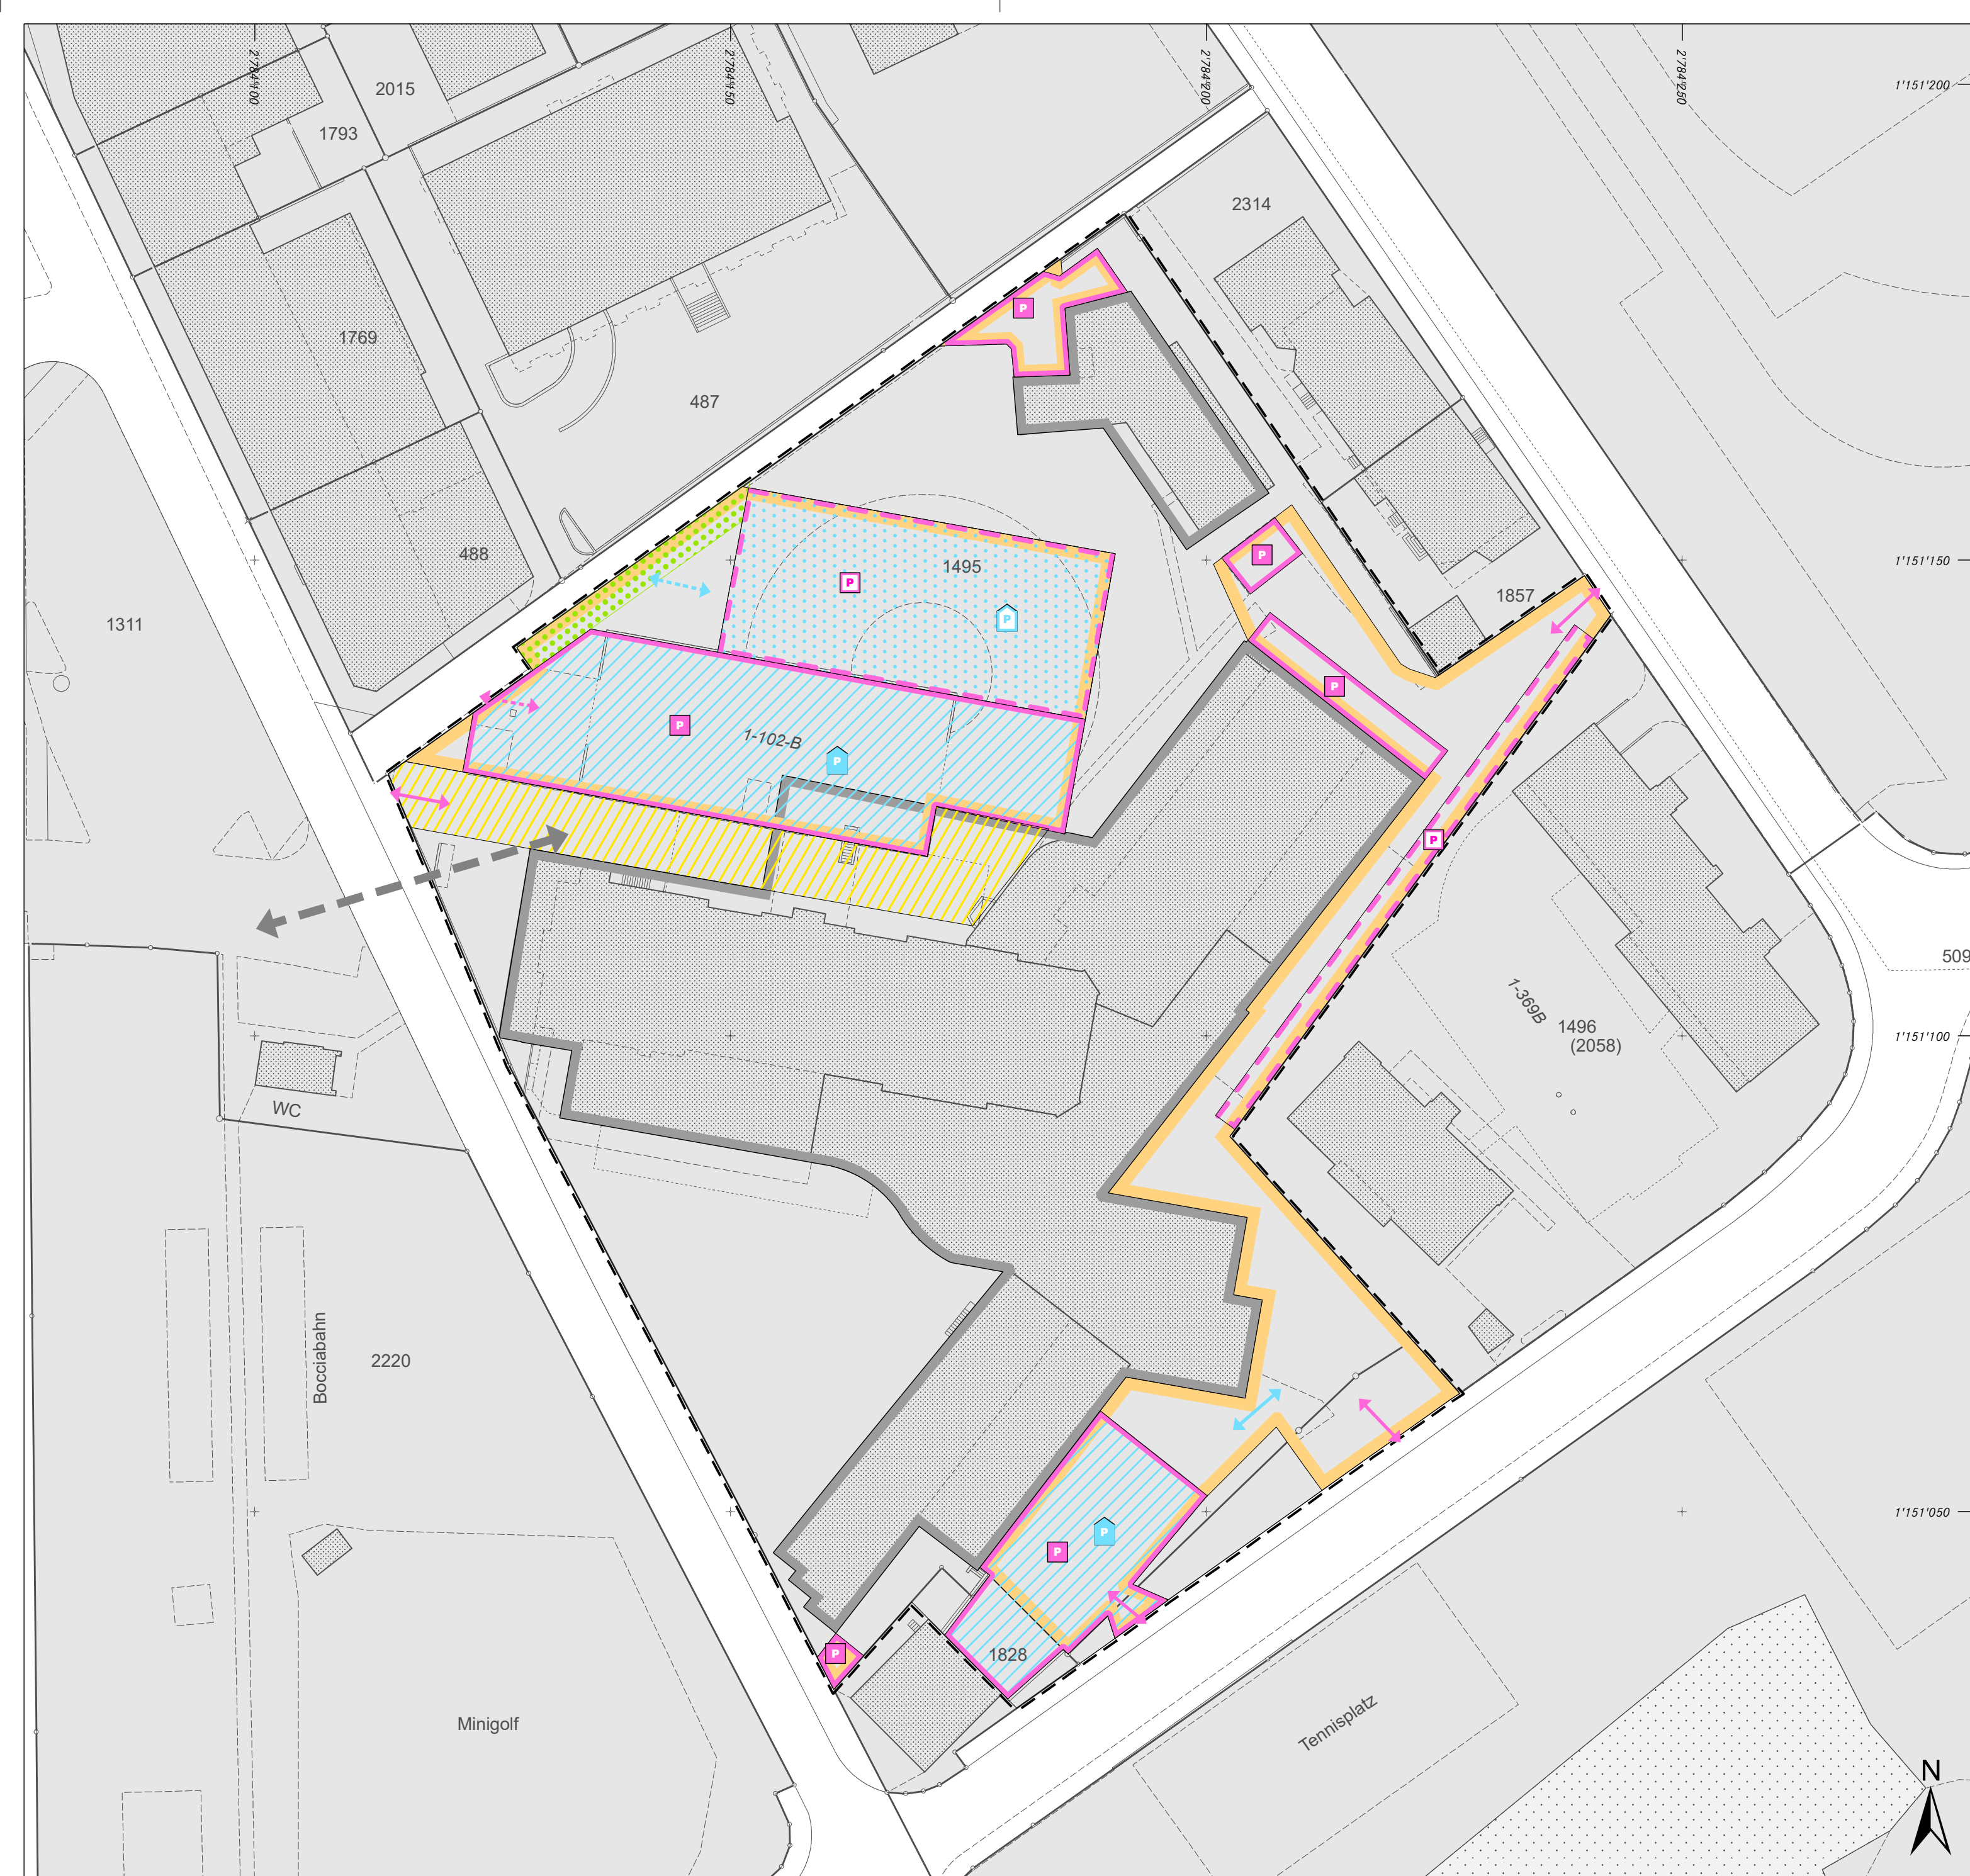 2'784'100
2'784'150
2'784'200
2'784'250
1'151'200
2015
1793
2314
P
1769
487
488
P
1495
1'151'150
P
P
1857
1311
P
P
1-102-B
P
P
509
1-369B
1496
(2058)
1'151'100
WC
Bocciabahn
2220
1'151'050
P
P
P
1828
Minigolf
Tennisplatz
N